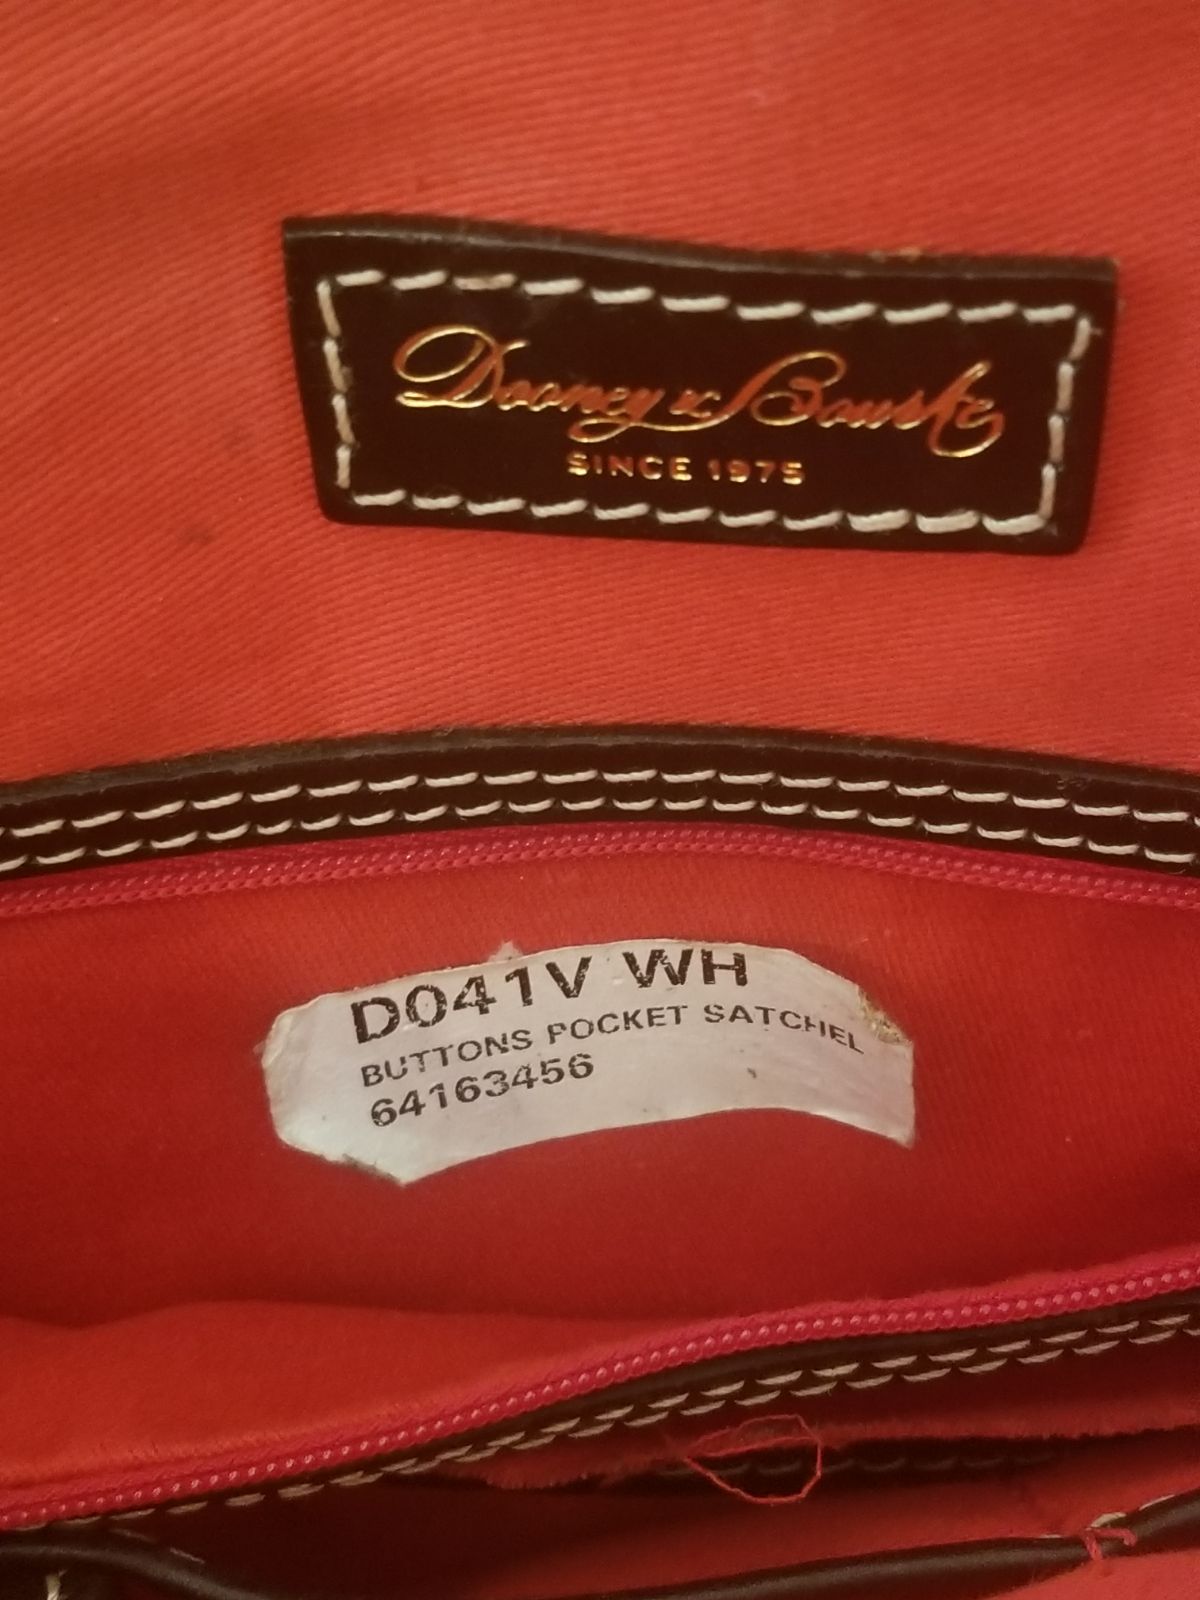 Dooney & Bourke
SINCE 1975
D041V WH
BUTTONS POCKET SATCHEL
64163456